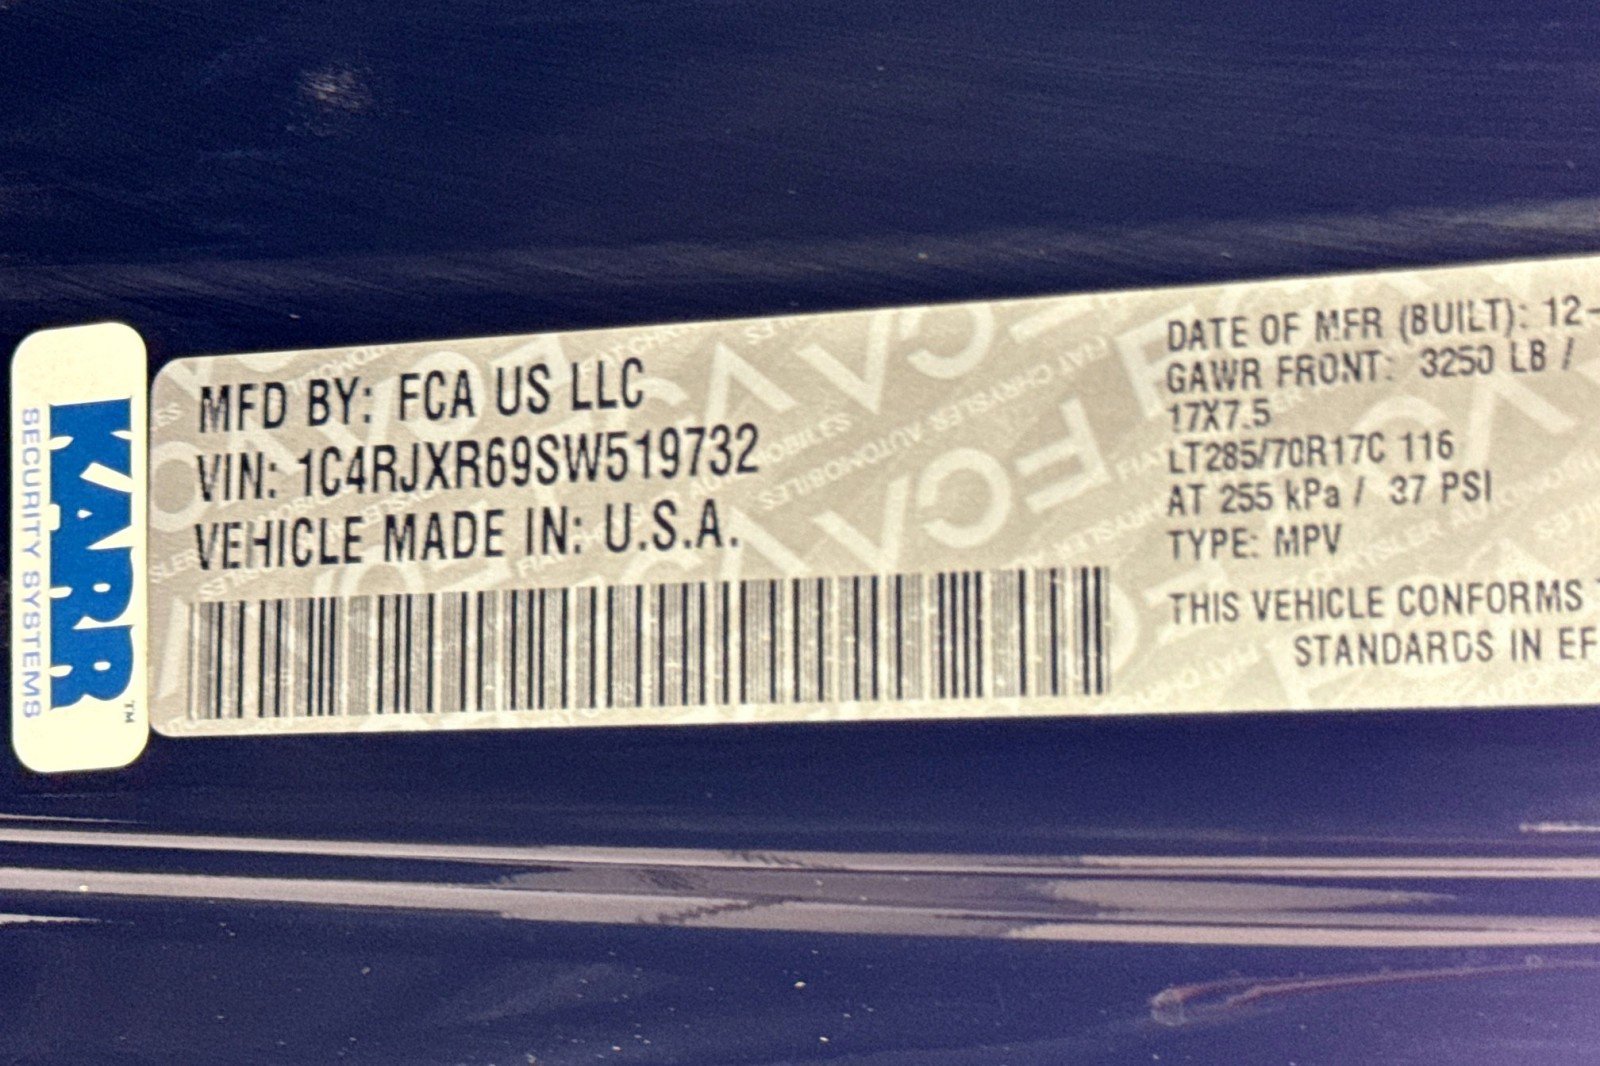 KARR™
SECURITY SYSTEMS
MFD BY: FCA US LLC
VIN: 1C4RJXR69SW519732
VEHICLE MADE IN: U.S.A.
DATE OF MFR (BUILT): 12-
GAWR FRONT: 3250 LB /
17X7.5
LT285/70R17C 116
AT 255 kPa / 37 PSI
TYPE: MPV
THIS VEHICLE CONFORMS
STANDARDS IN EF